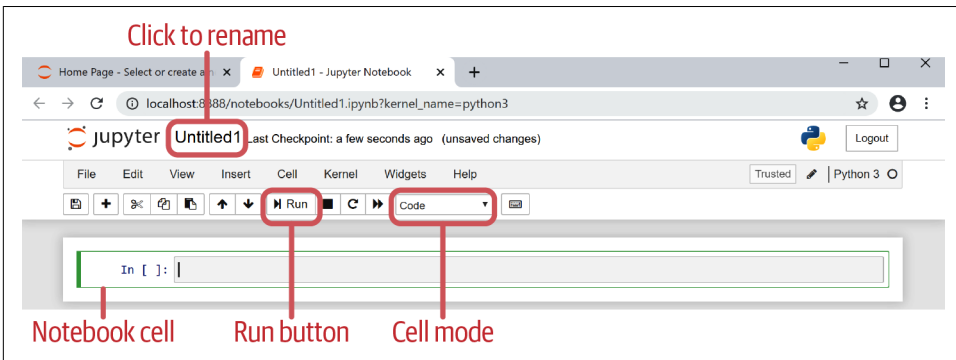 Click to rename
Home Page - Select or create a n
Untitled1 - Jupyter Notebook
localhost:8888/notebooks/Untitled1.ipynb?kernel_name=python3
jupyter Untitled1 Last Checkpoint: a few seconds ago (unsaved changes)
Logout
File Edit View Insert Cell Kernel Widgets Help
Trusted Python 3
Run Code
In [ ]:
Notebook cell Run button Cell mode